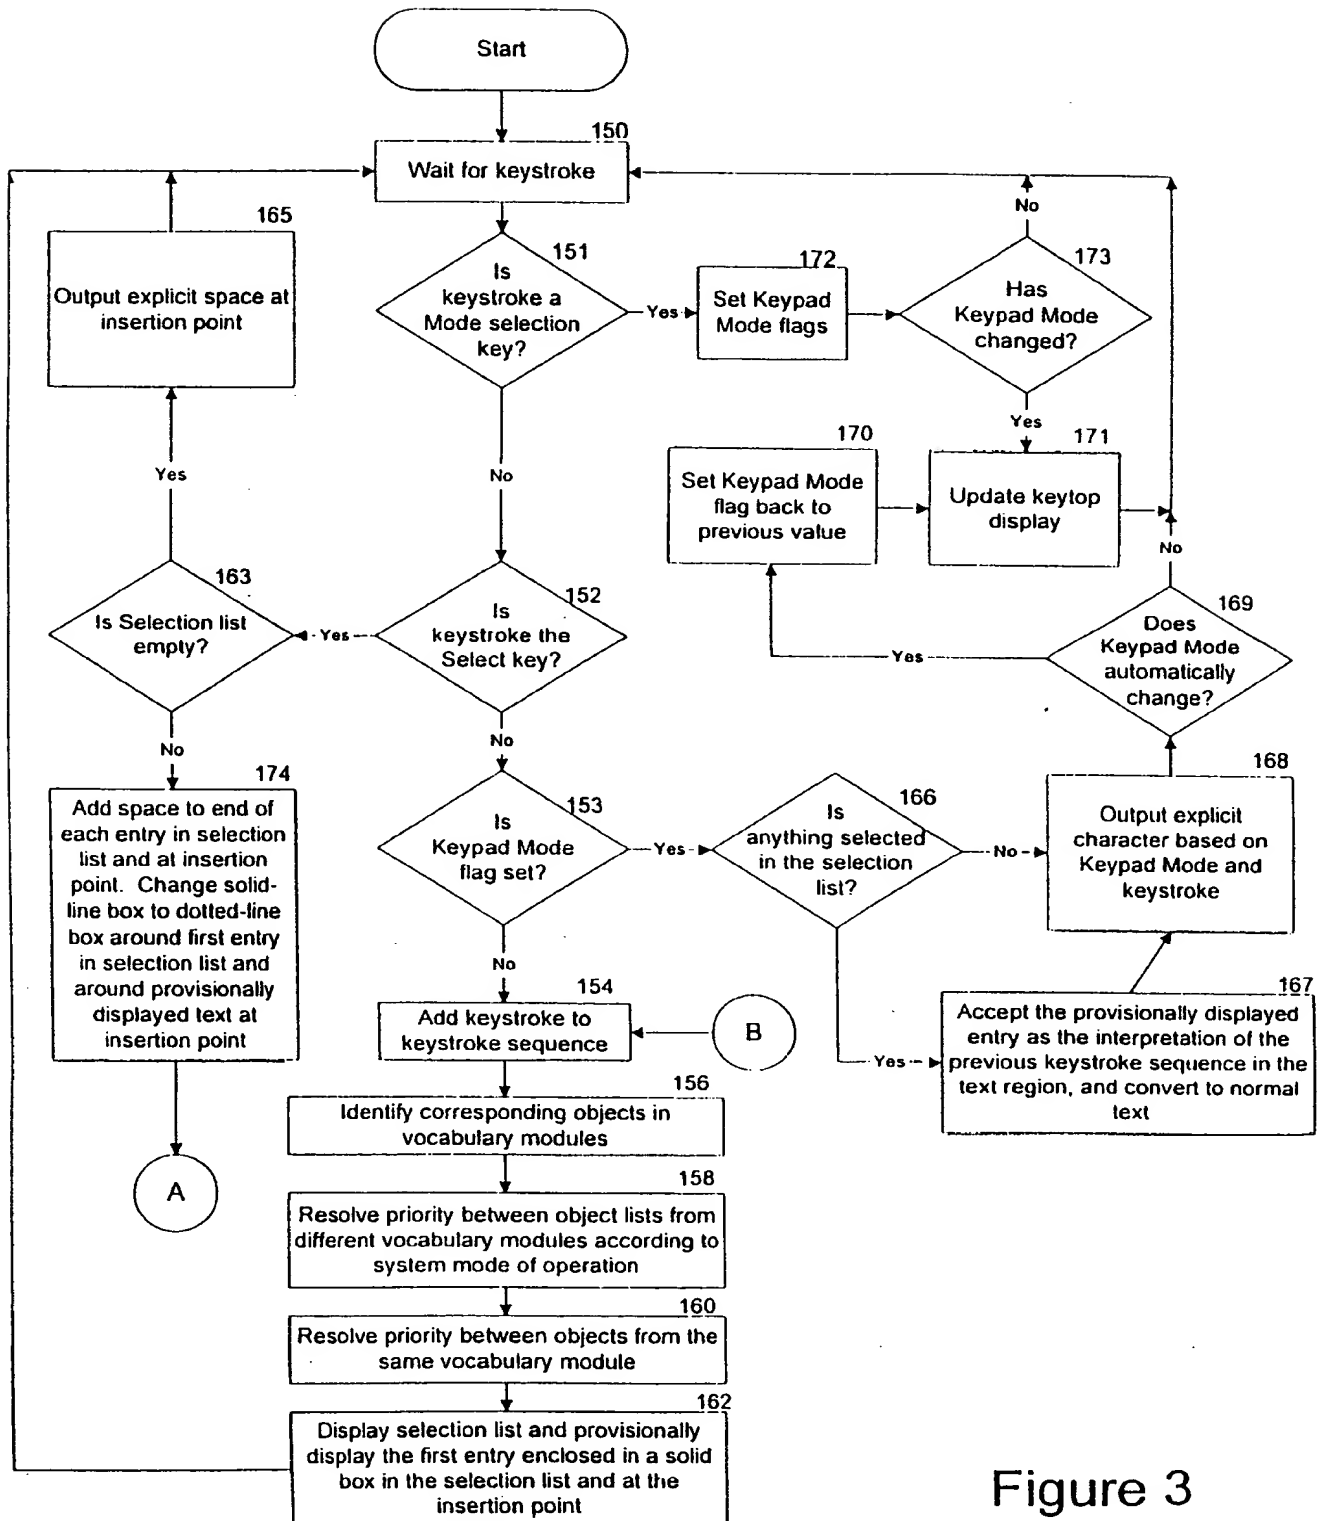 Start
150
Wait for keystroke
165
Output explicit space at
insertion point
151
Is
keystroke a
Mode selection
key?
Yes
172
Set Keypad
Mode flags
No
173
Has
Keypad Mode
changed?
Yes
170
Set Keypad Mode
flag back to
previous value
171
Update keytop
display
No
Yes
No
163
Is Selection list
empty?
Yes
152
Is
keystroke the
Select key?
169
Does
Keypad Mode
automatically
change?
Yes
No
No
174
Add space to end of
each entry in selection
list and at insertion
point. Change solid-
line box to dotted-line
box around first entry
in selection list and
around provisionally
displayed text at
insertion point
153
Is
Keypad Mode
flag set?
Yes
166
Is
anything selected
in the selection
list?
No
168
Output explicit
character based on
Keypad Mode and
keystroke
No
154
Add keystroke to
keystroke sequence
B
Yes
167
Accept the provisionally displayed
entry as the interpretation of the
previous keystroke sequence in the
text region, and convert to normal
text
156
Identify corresponding objects in
vocabulary modules
A
158
Resolve priority between object lists from
different vocabulary modules according to
system mode of operation
160
Resolve priority between objects from the
same vocabulary module
162
Display selection list and provisionally
display the first entry enclosed in a solid
box in the selection list and at the
insertion point
Figure 3